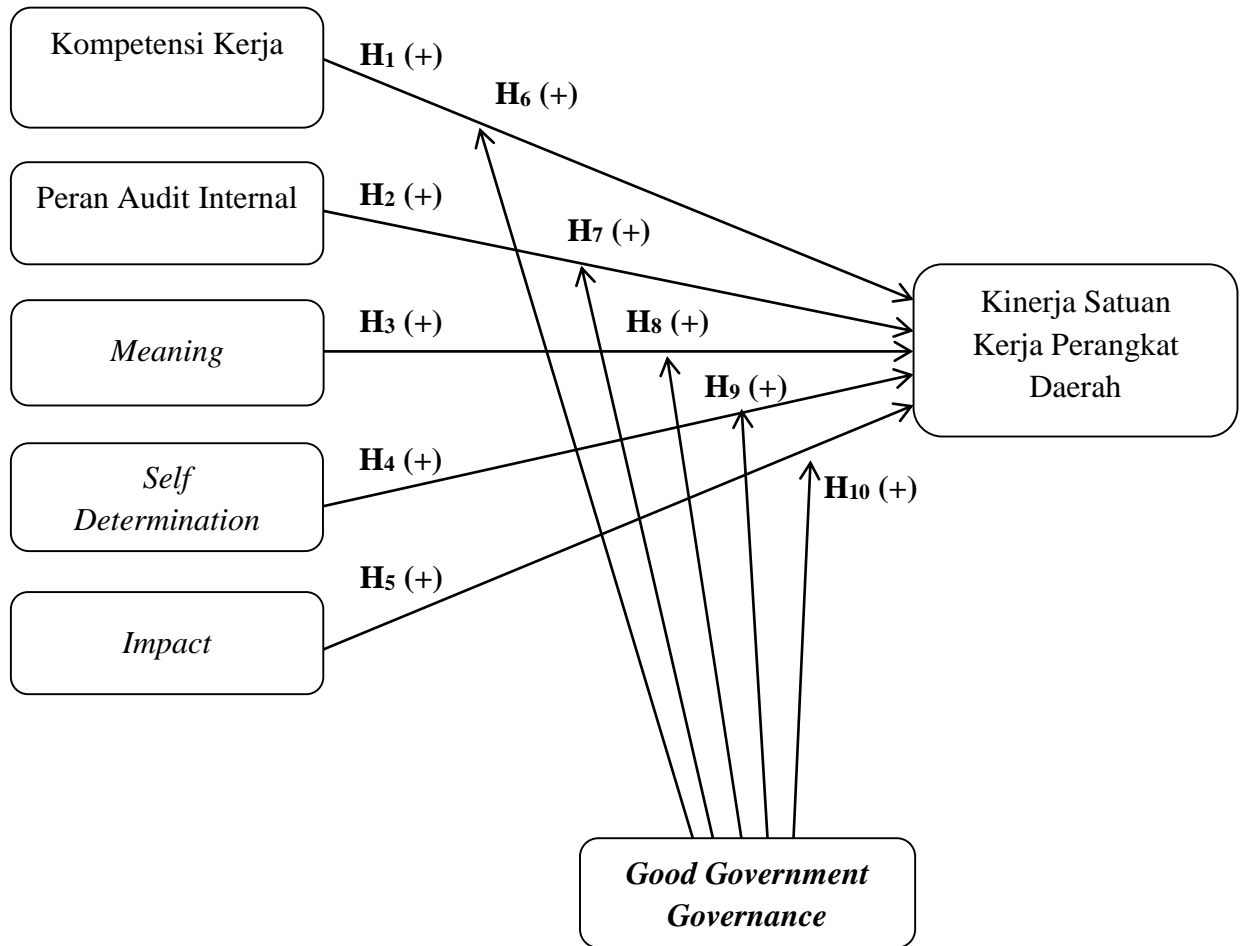 Kompetensi Kerja
H1 (+)
H6 (+)
Peran Audit Internal
H2 (+)
H7 (+)
Meaning
H3 (+)
H8 (+)
Kinerja Satuan
Kerja Perangkat
Daerah
H9 (+)
Self
Determination
H4 (+)
H10 (+)
Impact
H5 (+)
Good Government
Governance